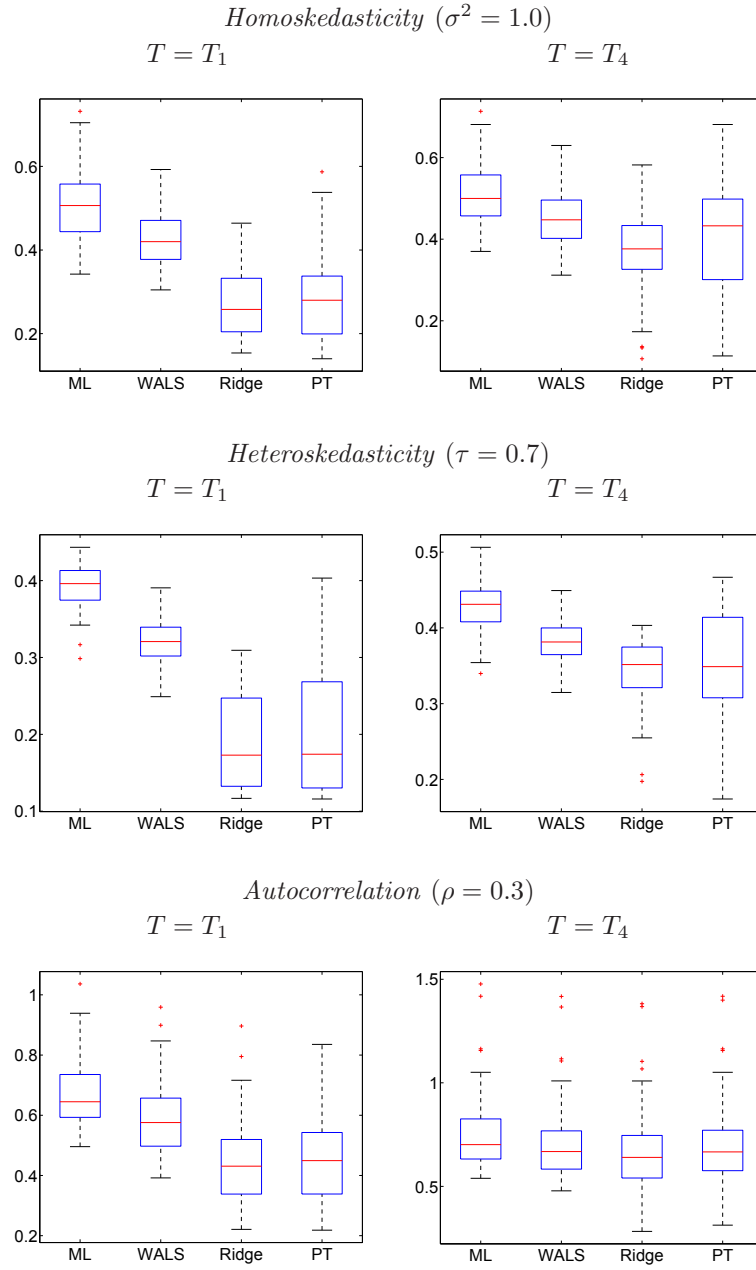 Homoskedasticity (σ² = 1.0)
T = T₁
T = T₄
0.6
0.4
0.2
ML WALS Ridge PT
0.6
0.4
0.2
ML WALS Ridge PT
Heteroskedasticity (τ = 0.7)
T = T₁
T = T₄
0.4
0.3
0.2
0.1
ML WALS Ridge PT
0.5
0.4
0.3
0.2
ML WALS Ridge PT
Autocorrelation (ρ = 0.3)
T = T₁
T = T₄
1
0.8
0.6
0.4
0.2
ML WALS Ridge PT
1.5
1
0.5
ML WALS Ridge PT